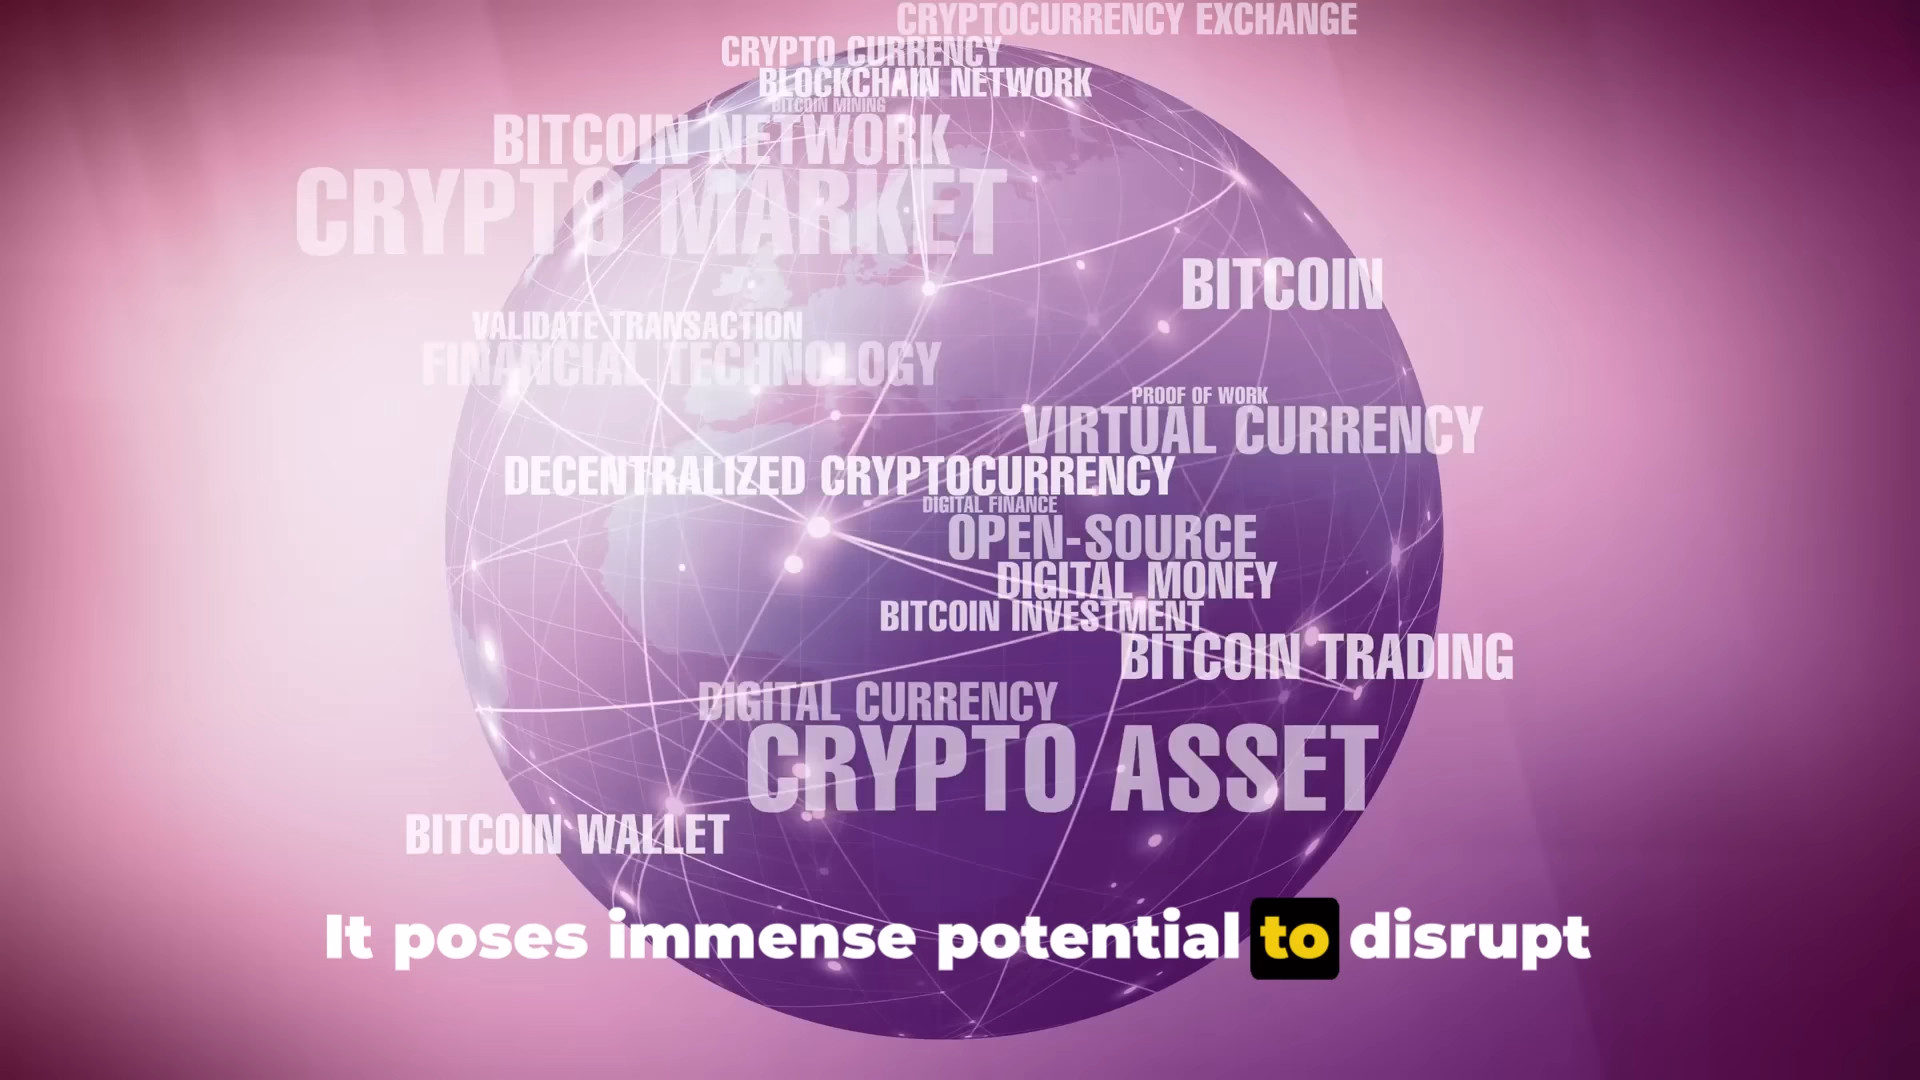 CRYPTOCURRENCY EXCHANGE
CRYPTO CURRENCY
BLOCKCHAIN NETWORK
BITCOIN MINING
BITCOIN NETWORK
CRYPTO MARKET
BITCOIN
VALIDATE TRANSACTION
FINANCIAL TECHNOLOGY
PROOF OF WORK
VIRTUAL CURRENCY
DECENTRALIZED CRYPTOCURRENCY
DIGITAL FINANCE
OPEN-SOURCE
DIGITAL MONEY
BITCOIN INVESTMENT
BITCOIN TRADING
DIGITAL CURRENCY
CRYPTO ASSET
BITCOIN WALLET
It poses immense potential to disrupt